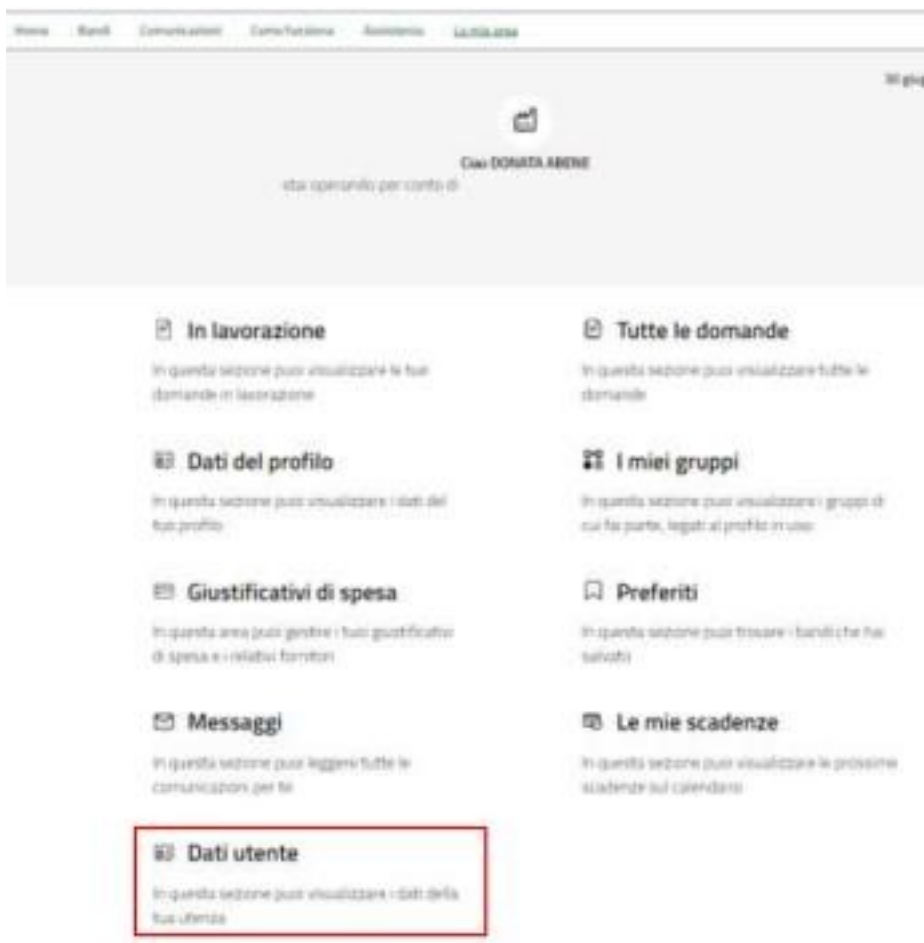 Home Bandi Comunicazioni Come funziona Assistenza La mia area
30 giug
Ciao DONATA ABENE
stai operando per conto di
In lavorazione
In questa sezione puoi visualizzare le tue
domande in lavorazione
Tutte le domande
In questa sezione puoi visualizzare tutte le
domande
Dati del profilo
In questa sezione puoi visualizzare i dati del
tuo profilo
I miei gruppi
In questa sezione puoi visualizzare i gruppi di
cui fai parte, legati al profilo in uso
Giustificativi di spesa
In questa area puoi gestire i tuoi giustificativi
di spesa e i relativi fornitori
Preferiti
In questa sezione puoi trovare i bandi che hai
salvato
Messaggi
In questa sezione puoi leggere tutte le
comunicazioni per te
Le mie scadenze
In questa sezione puoi visualizzare le prossime
scadenze sul calendario
Dati utente
In questa sezione puoi visualizzare i dati della
tua utenza